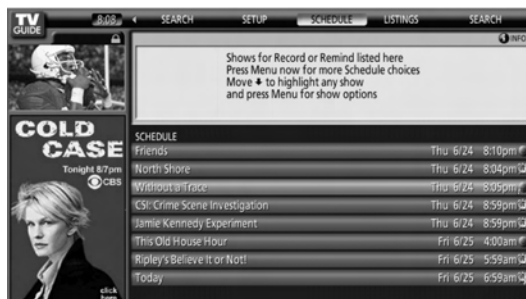 TV GUIDE
8:08
SEARCH SETUP SCHEDULE LISTINGS SEARCH
INFO
Shows for Record or Remind listed here
Press Menu now for more Schedule choices
Move ↓ to highlight any show
and press Menu for show options
COLD CASE
Tonight 8/7pm
CBS
click here
SCHEDULE
Friends Thu 6/24 8:10pm
North Shore Thu 6/24 8:04pm
Without a Trace Thu 6/24 8:05pm
CSI: Crime Scene Investigation Thu 6/24 8:59pm
Jamie Kennedy Experiment Thu 6/24 8:59pm
This Old House Hour Fri 6/25 4:00am
Ripley's Believe It or Not! Fri 6/25 5:59am
Today Fri 6/25 6:59am